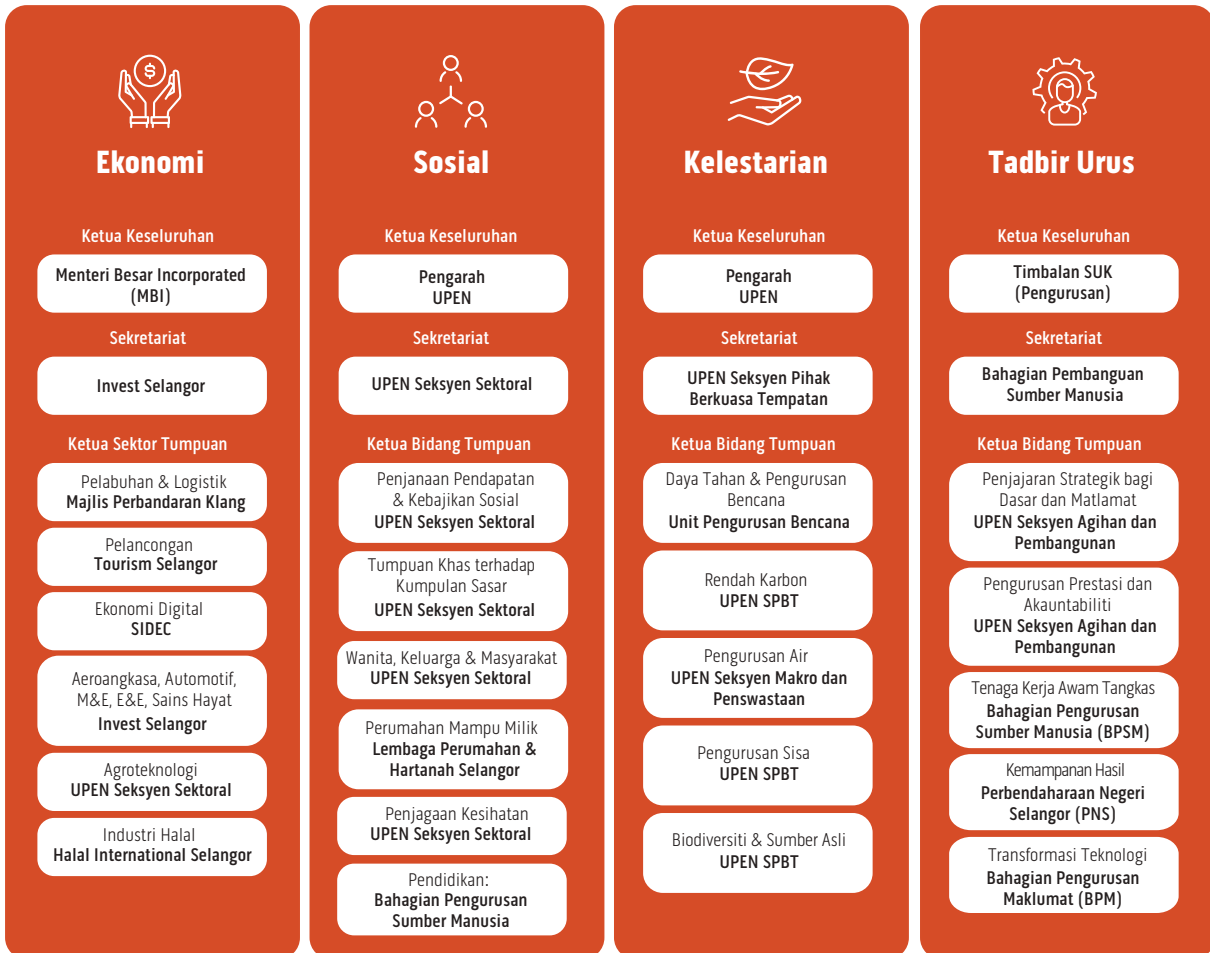 $
Ekonomi
Ketua Keseluruhan
Menteri Besar Incorporated
(MBI)
Sekretariat
Invest Selangor
Ketua Sektor Tumpuan
Pelabuhan & Logistik
Majlis Perbandaran Klang
Pelancongan
Tourism Selangor
Ekonomi Digital
SIDEC
Aeroangkasa, Automotif,
M&E, E&E, Sains Hayat
Invest Selangor
Agroteknologi
UPEN Seksyen Sektoral
Industri Halal
Halal International Selangor
Sosial
Ketua Keseluruhan
Pengarah
UPEN
Sekretariat
UPEN Seksyen Sektoral
Ketua Bidang Tumpuan
Penjanaan Pendapatan
& Kebajikan Sosial
UPEN Seksyen Sektoral
Tumpuan Khas terhadap
Kumpulan Sasar
UPEN Seksyen Sektoral
Wanita, Keluarga & Masyarakat
UPEN Seksyen Sektoral
Perumahan Mampu Milik
Lembaga Perumahan &
Hartanah Selangor
Penjagaan Kesihatan
UPEN Seksyen Sektoral
Pendidikan:
Bahagian Pengurusan
Sumber Manusia
Kelestarian
Ketua Keseluruhan
Pengarah
UPEN
Sekretariat
UPEN Seksyen Pihak
Berkuasa Tempatan
Ketua Bidang Tumpuan
Daya Tahan & Pengurusan
Bencana
Unit Pengurusan Bencana
Rendah Karbon
UPEN SPBT
Pengurusan Air
UPEN Seksyen Makro dan
Penswastaan
Pengurusan Sisa
UPEN SPBT
Biodiversiti & Sumber Asli
UPEN SPBT
Tadbir Urus
Ketua Keseluruhan
Timbalan SUK
(Pengurusan)
Sekretariat
Bahagian Pembanguan
Sumber Manusia
Ketua Bidang Tumpuan
Penjajaran Strategik bagi
Dasar dan Matlamat
UPEN Seksyen Agihan dan
Pembangunan
Pengurusan Prestasi dan
Akauntabiliti
UPEN Seksyen Agihan dan
Pembangunan
Tenaga Kerja Awam Tangkas
Bahagian Pengurusan
Sumber Manusia (BPSM)
Kemampanan Hasil
Perbendaharaan Negeri
Selangor (PNS)
Transformasi Teknologi
Bahagian Pengurusan
Maklumat (BPM)